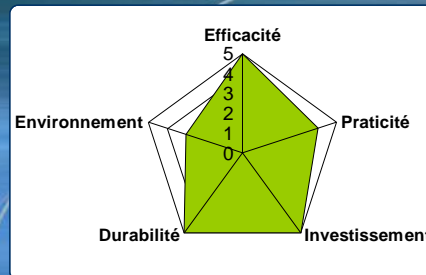 Efficacité
5
4
3
Environnement 2 Praticité
1
0
Durabilité Investissement